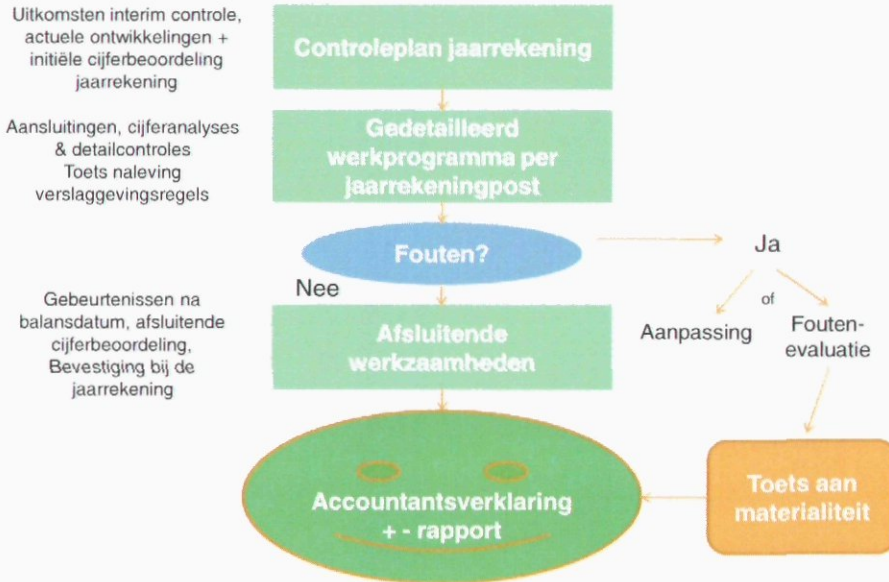 Uitkomsten interim controle,
actuele ontwikkelingen +
initiële cijferbeoordeling
jaarrekening
Controleplan jaarrekening
Aansluitingen, cijferanalyses
& detailcontroles
Toets naleving
verslaggevingsregels
Gedetailleerd
werkprogramma per
jaarrekeningpost
Fouten?
Ja
Nee
of
Aanpassing
Fouten-
evaluatie
Gebeurtenissen na
balansdatum, afsluitende
cijferbeoordeling,
Bevestiging bij de
jaarrekening
Afsluitende
werkzaamheden
Toets aan
materialiteit
Accountantsverklaring
+ - rapport